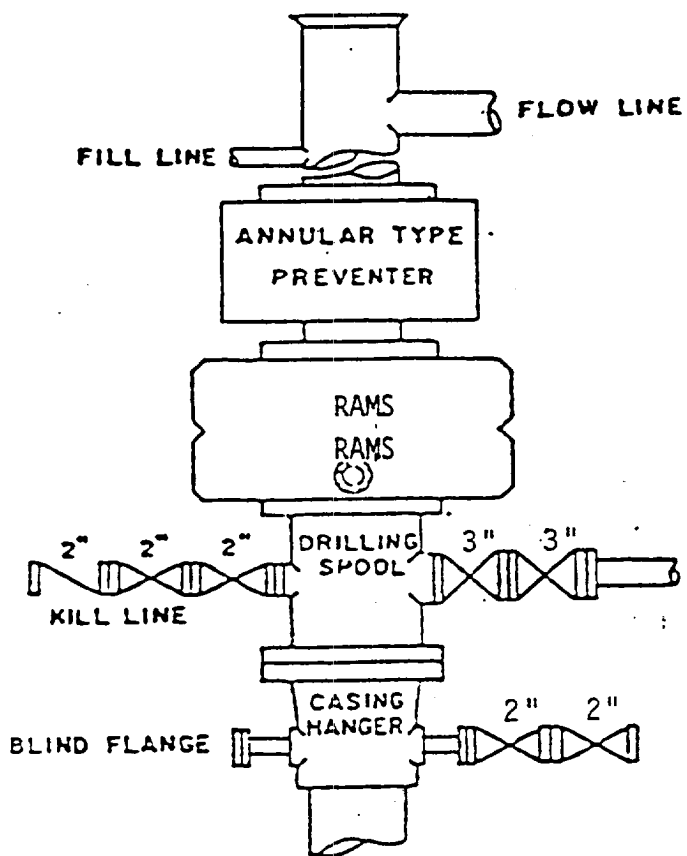 FLOW LINE
FILL LINE
ANNULAR TYPE
PREVENTER
RAMS
RAMS
2" 2" 2"
DRILLING
SPOOL
3" 3"
KILL LINE
CASING
HANGER
2" 2"
BLIND FLANGE